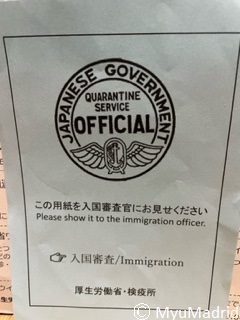 JAPANESE GOVERNMENT
QUARANTINE
SERVICE
OFFICIAL
この用紙を入国審査官にお見せください
Please show it to the immigration officer.
☞ 入国審査/Immigration
厚生労働省・検疫所
© MyuMadrid